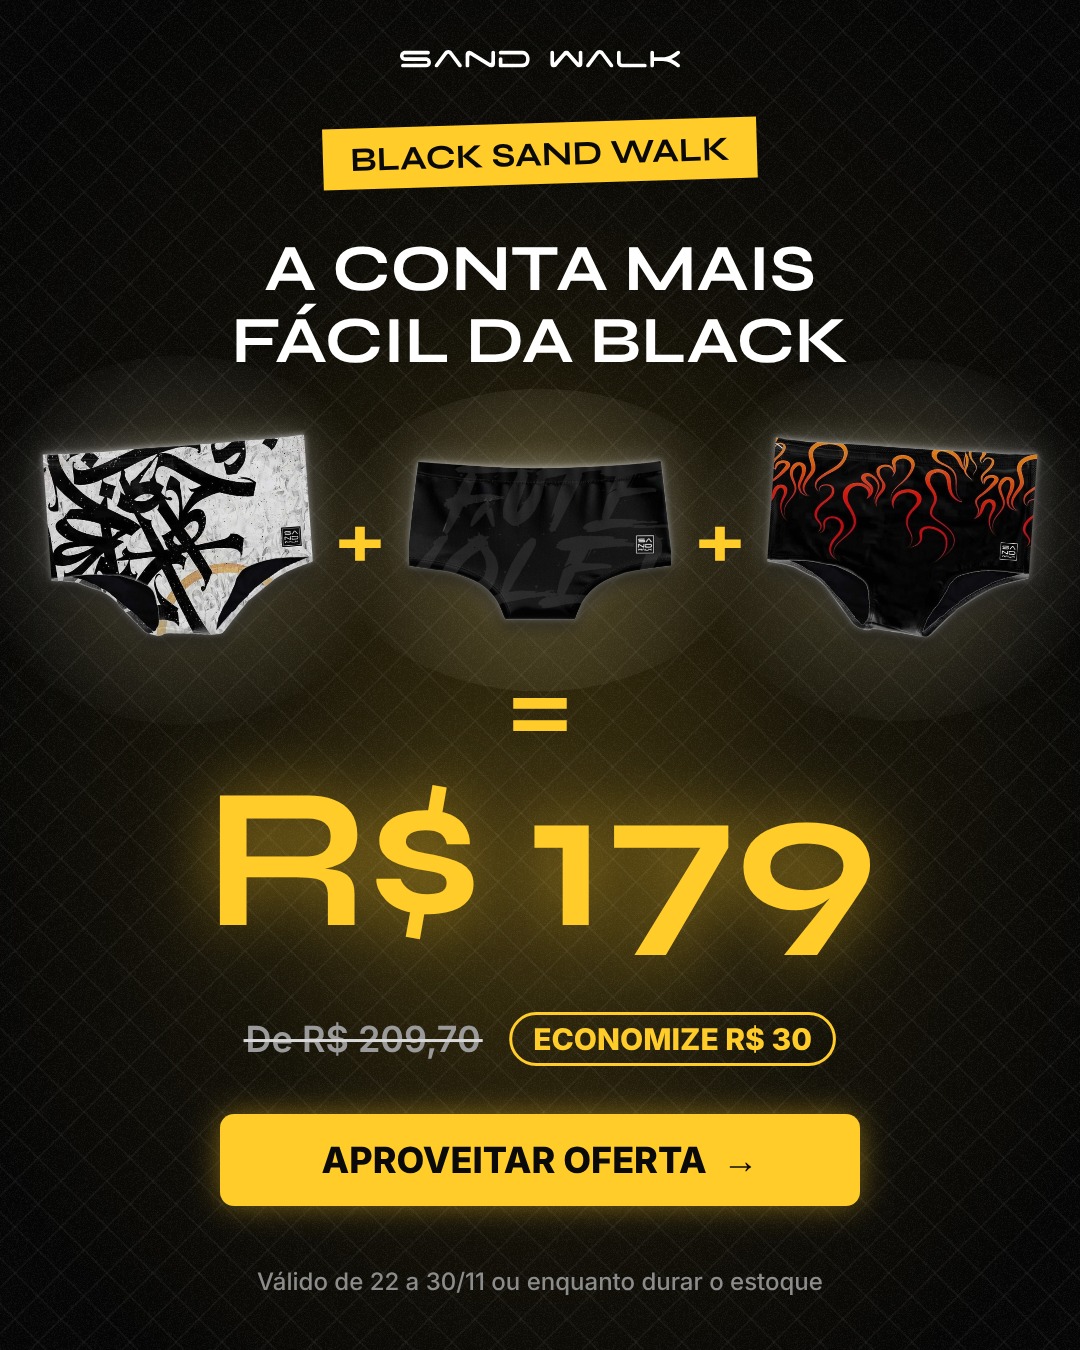 SAND WALK
BLACK SAND WALK
A CONTA MAIS
FÁCIL DA BLACK
+
+
=
R$ 179
De R$ 209,70
ECONOMIZE R$ 30
APROVEITAR OFERTA →
Válido de 22 a 30/11 ou enquanto durar o estoque